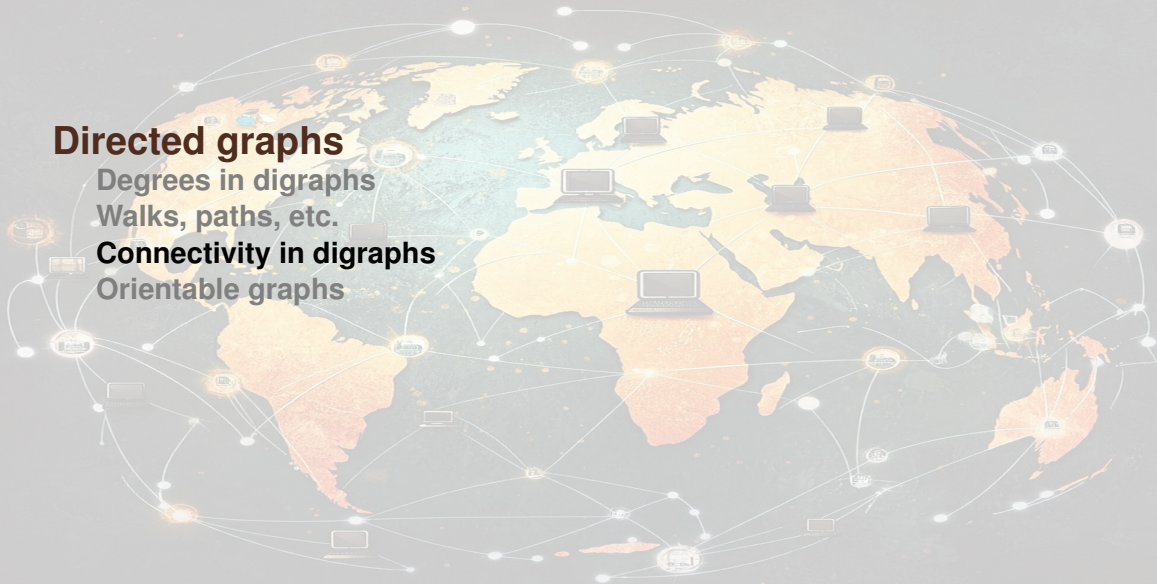 Directed graphs
Degrees in digraphs
Walks, paths, etc.
Connectivity in digraphs
Orientable graphs